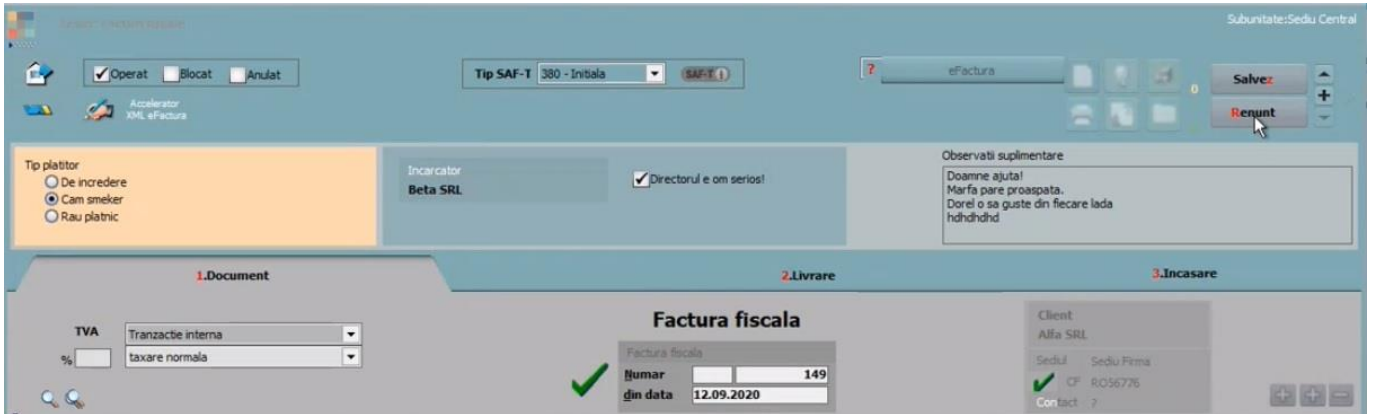 Subunitate:Sediu Central
Operat Blocat Anulat
Tip SAF-T 380 - Initiala SAF-T
? eFactura
0
Salvez
Accelerator
XML eFactura
Renunt
Tip platitor
De incredere
Cam smeker
Rau platnic
Incarcator
Beta SRL
Directorul e om serios!
Observatii suplimentare
Doamne ajuta!
Marfa pare proaspata.
Dorel o sa guste din fiecare lada
hdhdhdhd
1.Document
2.Livrare
3.Incasare
TVA Tranzactie interna
% taxare normala
Factura fiscala
Factura fiscala
Numar 149
din data 12.09.2020
Client
Alfa SRL
Sediul Sediu Firma
CF RO56776
Contact ?